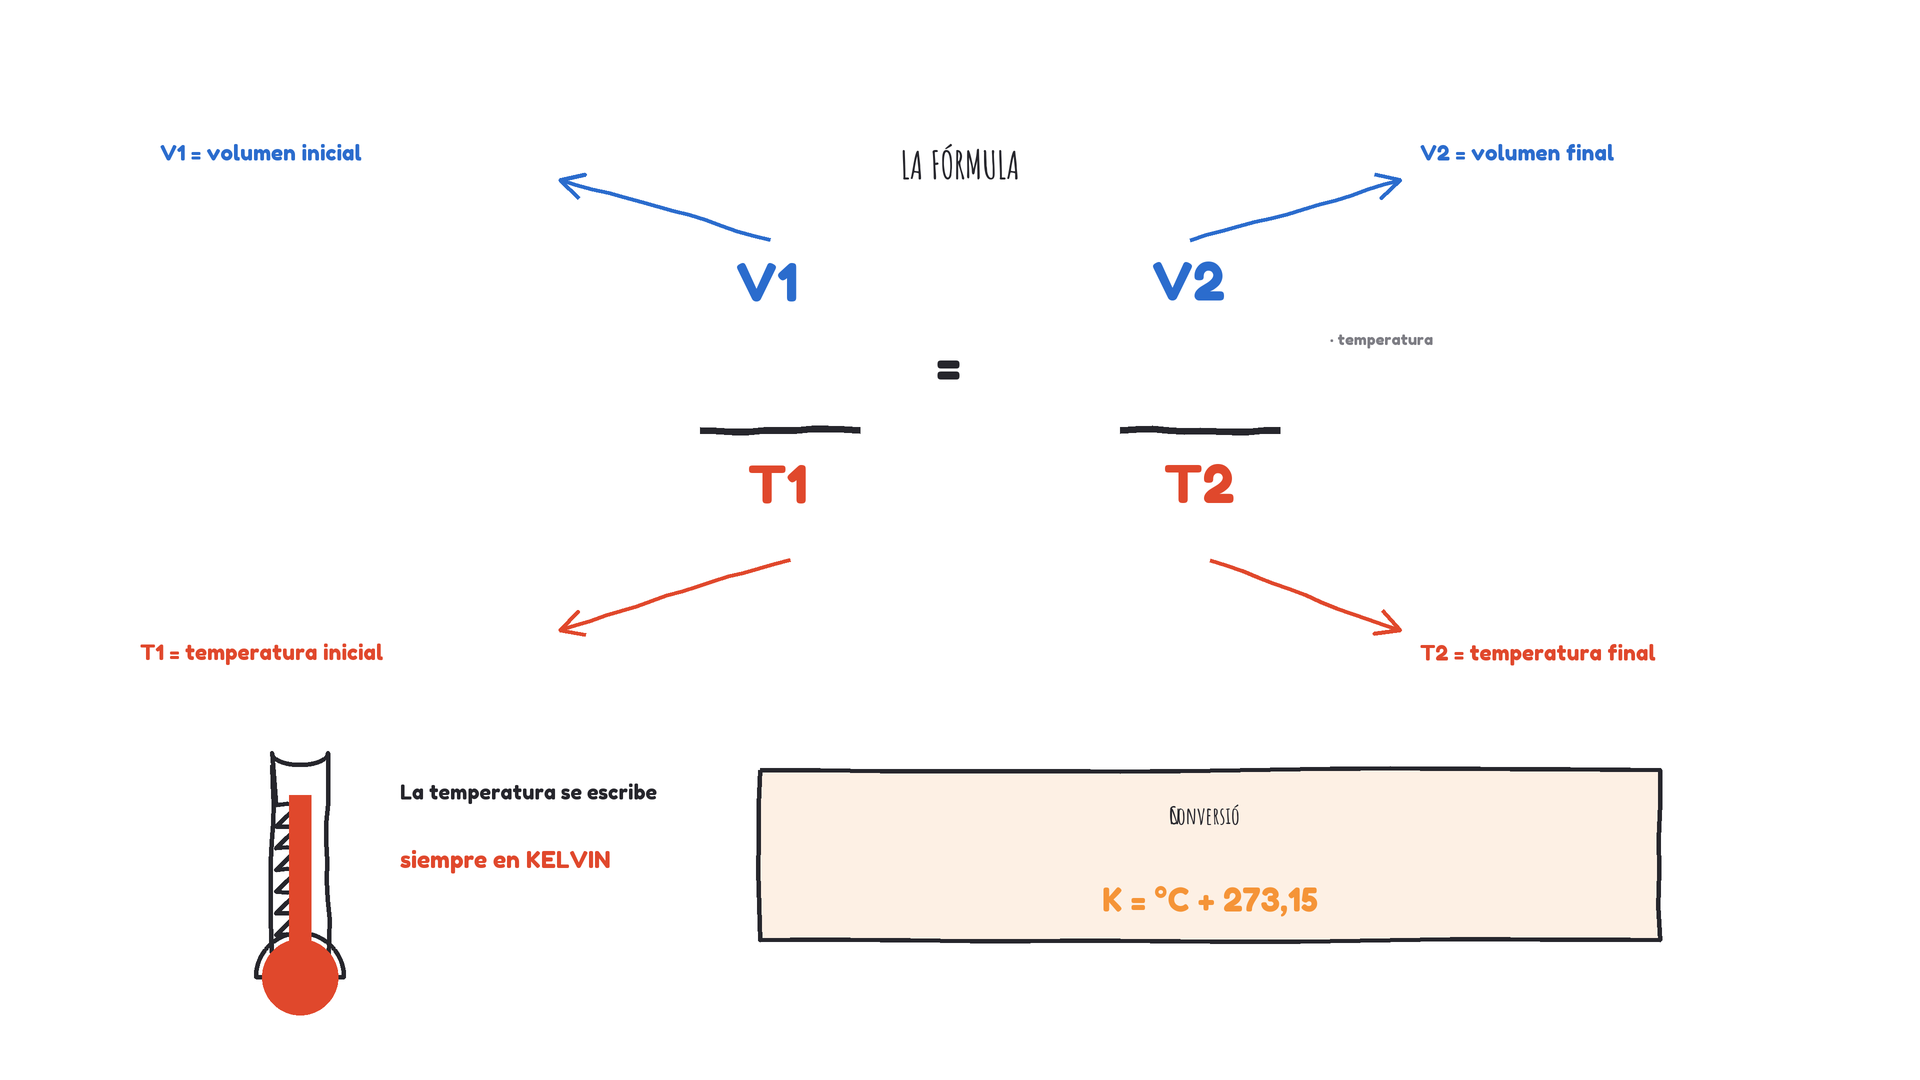 V1 = volumen inicial
LA FÓRMULA
V2 = volumen final
V1
V2
· temperatura
=
T1
T2
T1 = temperatura inicial
T2 = temperatura final
La temperatura se escribe
siempre en KELVIN
K = °C + 273,15